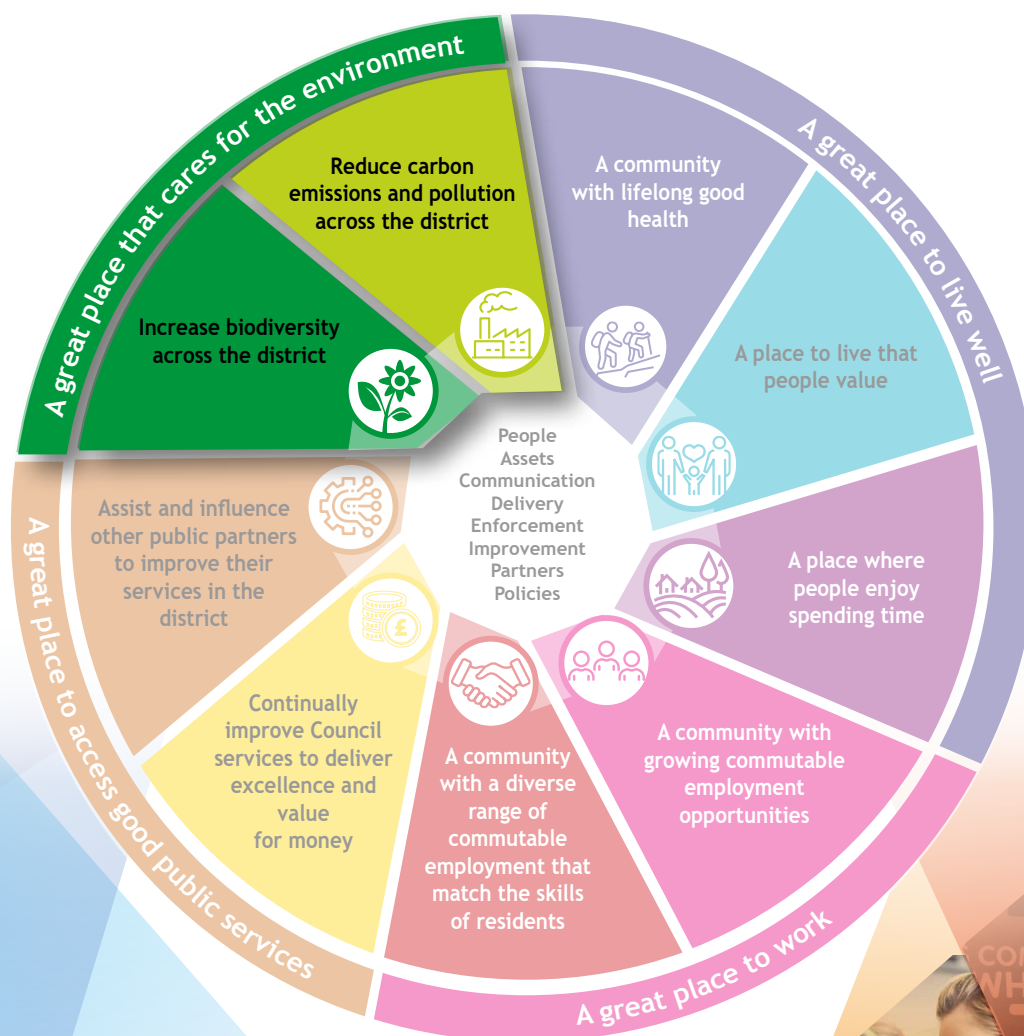 A great place that cares for the environment
Reduce carbon
emissions and pollution
across the district
Increase biodiversity
across the district
A great place to live well
A community
with lifelong good
health
A place to live that
people value
A place where
people enjoy
spending time
A great place to work
A community with
growing commutable
employment
opportunities
A community
with a diverse
range of
commutable
employment that
match the skills
of residents
A great place to access good public services
Continually
improve Council
services to deliver
excellence and
value
for money
£
Assist and influence
other public partners
to improve their
services in the
district
People
Assets
Communication
Delivery
Enforcement
Improvement
Partners
Policies